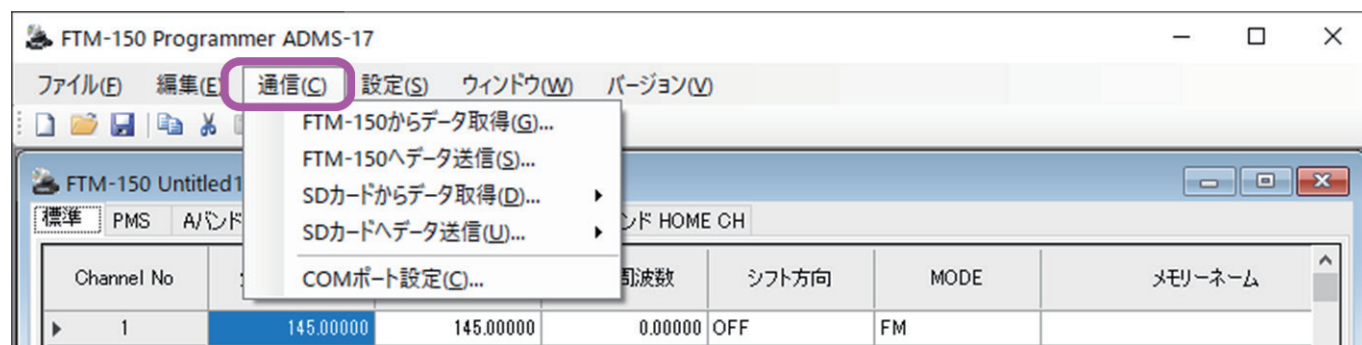 FTM-150 Programmer ADMS-17
ファイル(F) 編集(E) 通信(C) 設定(S) ウィンドウ(W) バージョン(V)
FTM-150からデータ取得(G)...
FTM-150へデータ送信(S)...
SDカードからデータ取得(D)...
SDカードへデータ送信(U)...
COMポート設定(C)...
FTM-150 Untitled1
標準 PMS Aバンド HOME CH
Channel No シフト方向 MODE メモリーネーム
1 145.00000 145.00000 0.00000 OFF FM